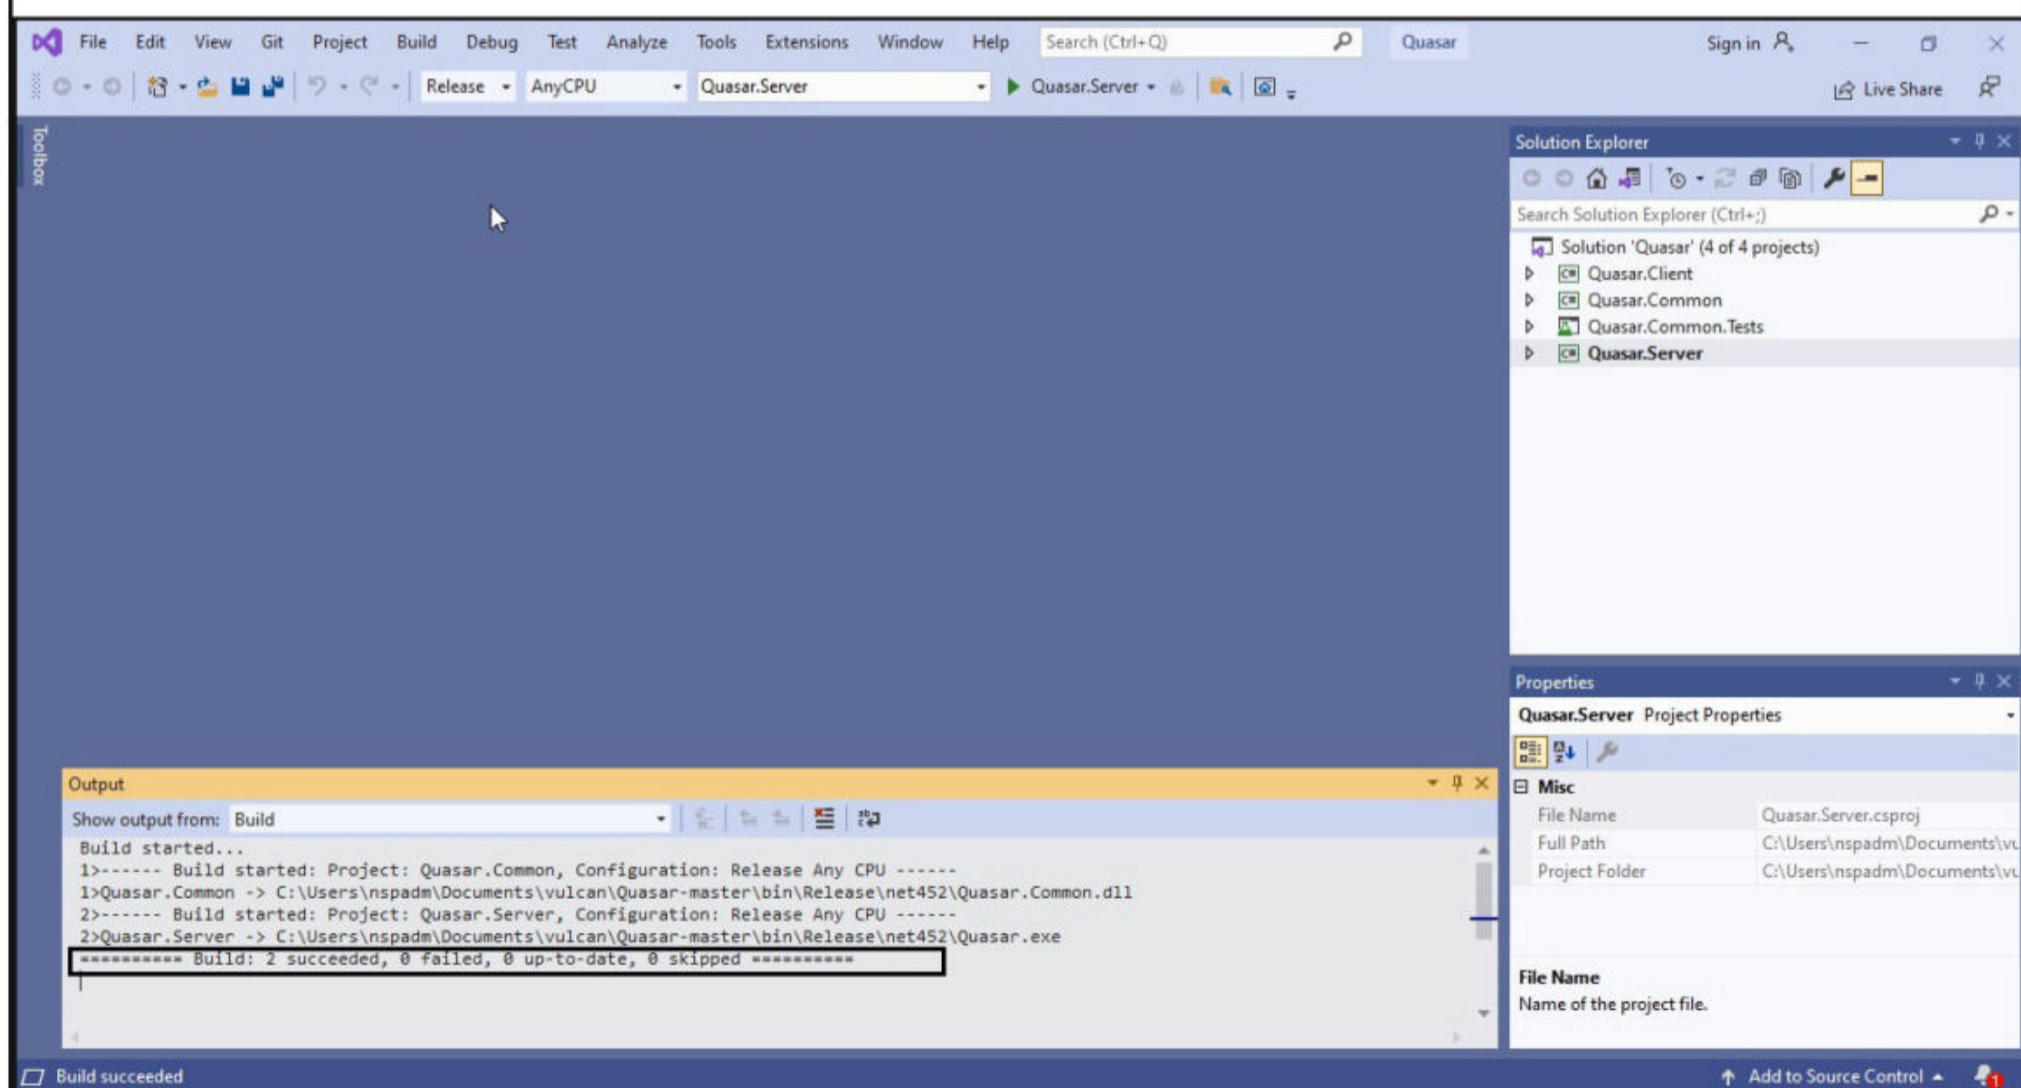 File Edit View Git Project Build Debug Test Analyze Tools Extensions Window Help Search (Ctrl+Q) Quasar Sign in
Release AnyCPU Quasar.Server Quasar.Server Live Share
Toolbox
Solution Explorer
Search Solution Explorer (Ctrl+;)
Solution 'Quasar' (4 of 4 projects)
C# Quasar.Client
C# Quasar.Common
Quasar.Common.Tests
C# Quasar.Server
Properties
Quasar.Server Project Properties
Misc
File Name Quasar.Server.csproj
Full Path C:\Users\nspadm\Documents\vu
Project Folder C:\Users\nspadm\Documents\vu
File Name
Name of the project file.
Output
Show output from: Build
Build started...
1>------ Build started: Project: Quasar.Common, Configuration: Release Any CPU ------
1>Quasar.Common -> C:\Users\nspadm\Documents\vulcan\Quasar-master\bin\Release\net452\Quasar.Common.dll
2>------ Build started: Project: Quasar.Server, Configuration: Release Any CPU ------
2>Quasar.Server -> C:\Users\nspadm\Documents\vulcan\Quasar-master\bin\Release\net452\Quasar.exe
========== Build: 2 succeeded, 0 failed, 0 up-to-date, 0 skipped ==========
Build succeeded Add to Source Control 1